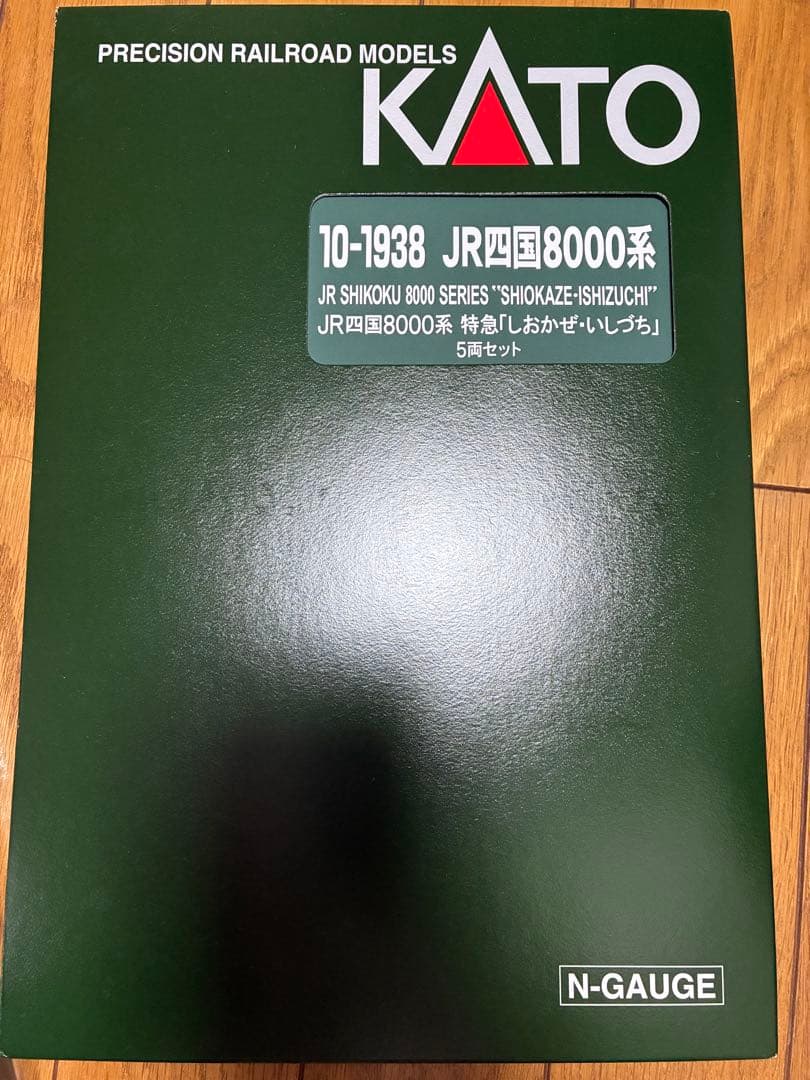 PRECISION RAILROAD MODELS
KATO
10-1938 JR四国8000系
JR SHIKOKU 8000 SERIES "SHIOKAZE-ISHIZUCHI"
JR四国8000系 特急「しおかぜ・いしづち」
5両セット
N-GAUGE